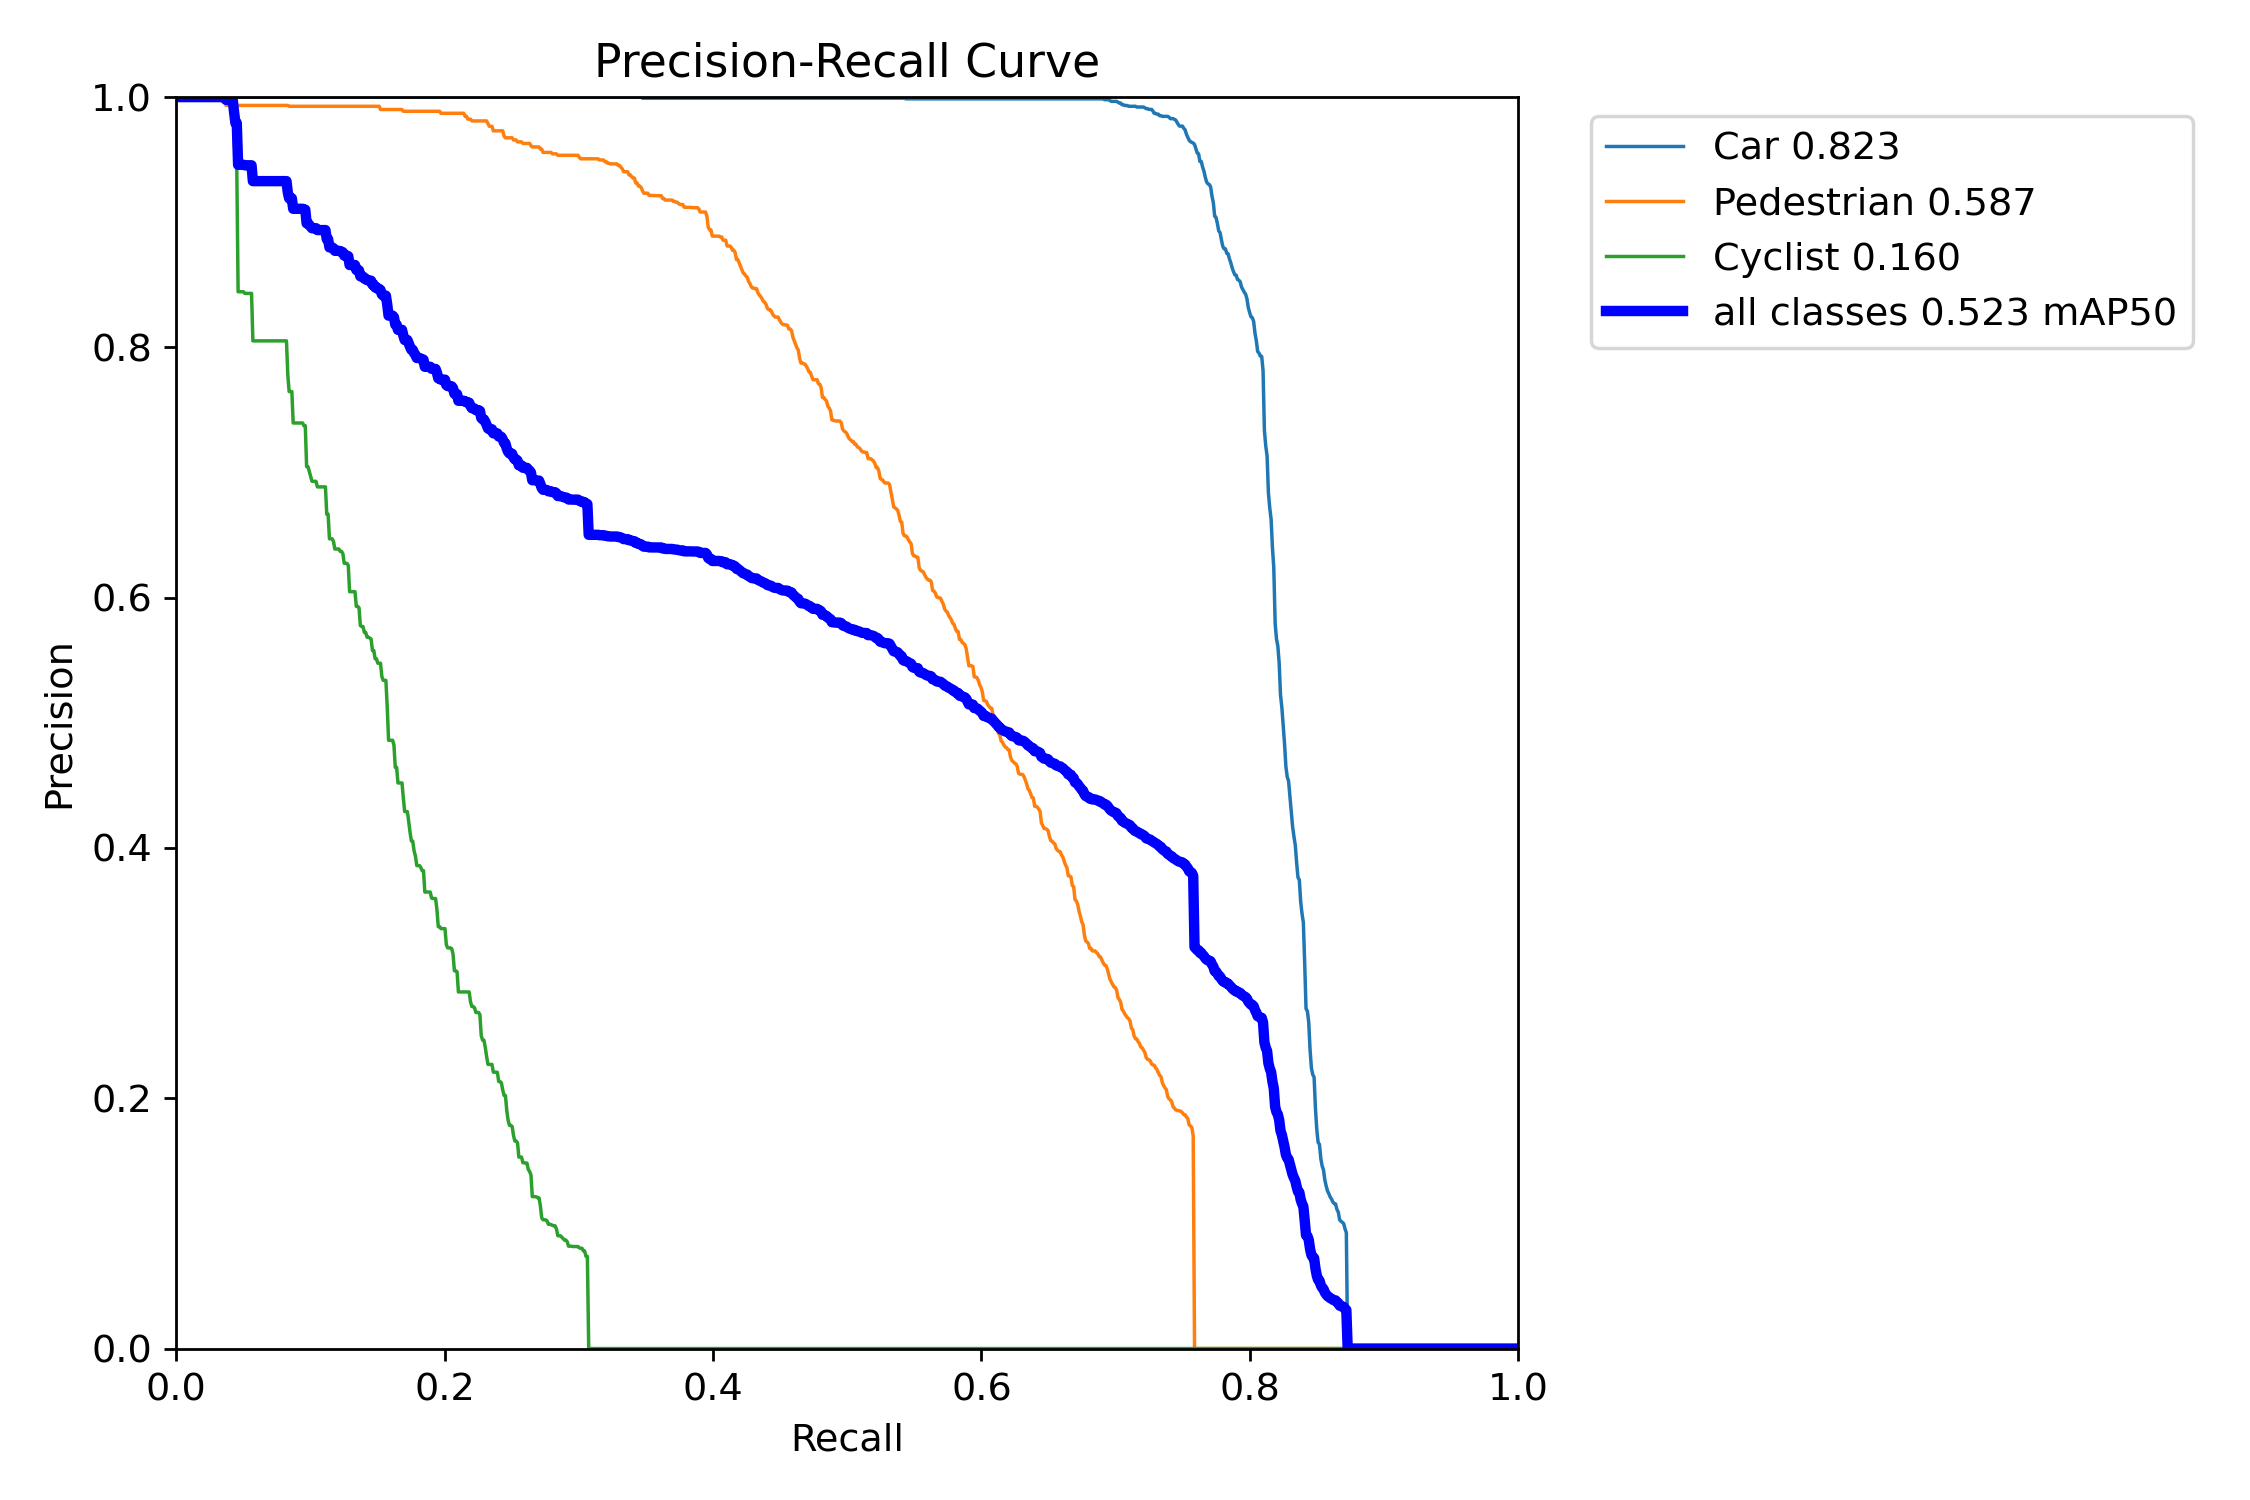 Precision-Recall Curve
1.0
0.8
0.6
0.4
0.2
0.0
Precision
0.0 0.2 0.4 0.6 0.8 1.0
Recall
Car 0.823
Pedestrian 0.587
Cyclist 0.160
all classes 0.523 mAP50